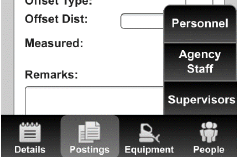 Offset Type:
Offset Dist:
Measured:
Remarks:
Personnel
Agency
Staff
Supervisors
Details
Postings
Equipment
People